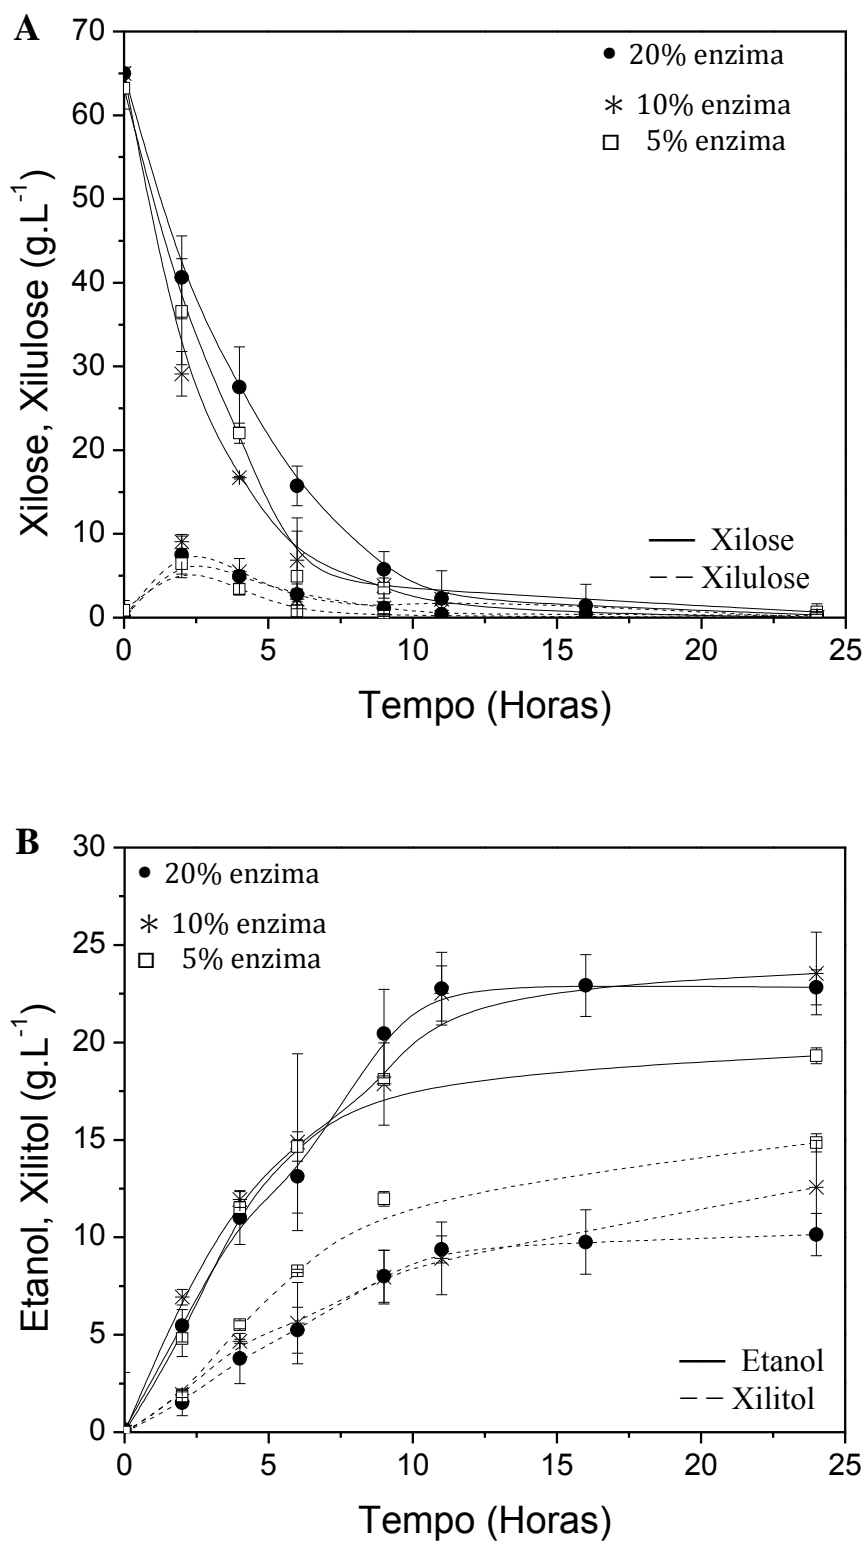 A
70
60
50
40
30
20
10
0
Xilose, Xilulose (g.L-1)
20% enzima
10% enzima
5% enzima
Xilose
Xilulose
0 5 10 15 20 25
Tempo (Horas)
B
30
25
20
15
10
5
0
Etanol, Xilitol (g.L-1)
20% enzima
10% enzima
5% enzima
Etanol
Xilitol
0 5 10 15 20 25
Tempo (Horas)